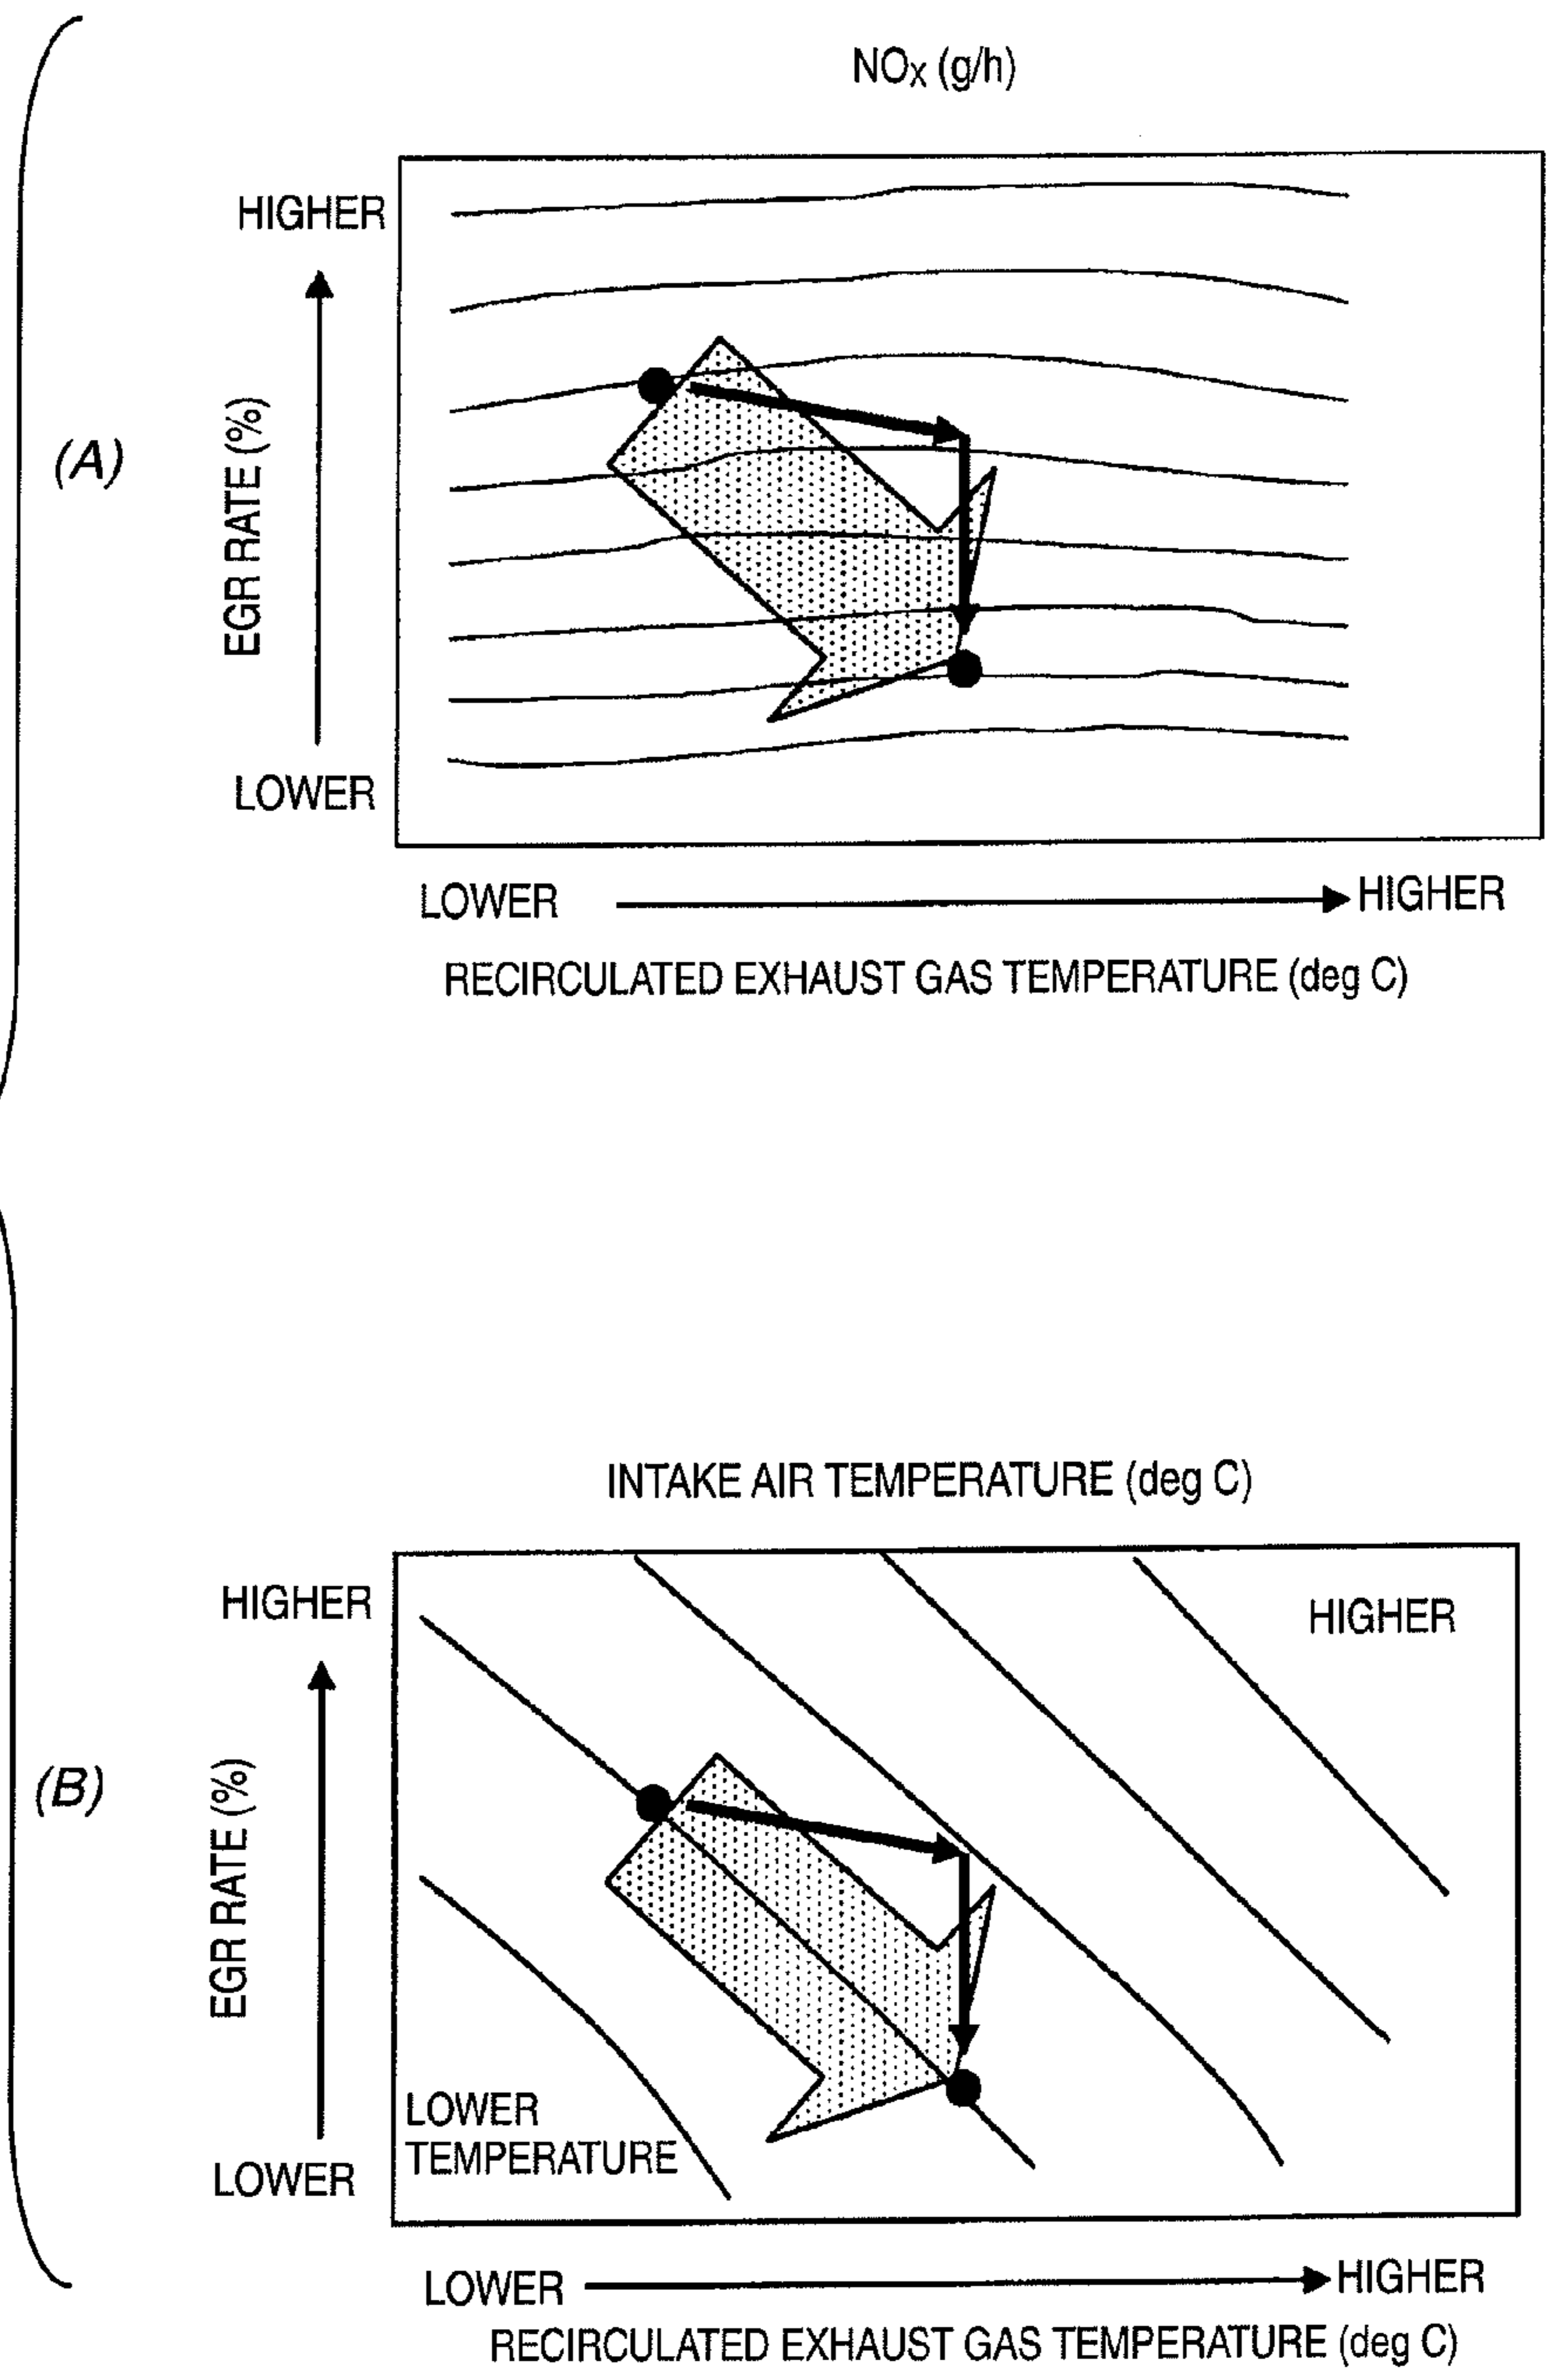 NOX (g/h)
HIGHER
(A)
EGR RATE (%)
LOWER
LOWER
HIGHER
RECIRCULATED EXHAUST GAS TEMPERATURE (deg C)
INTAKE AIR TEMPERATURE (deg C)
HIGHER
HIGHER
(B)
EGR RATE (%)
LOWER
TEMPERATURE
LOWER
LOWER
HIGHER
RECIRCULATED EXHAUST GAS TEMPERATURE (deg C)